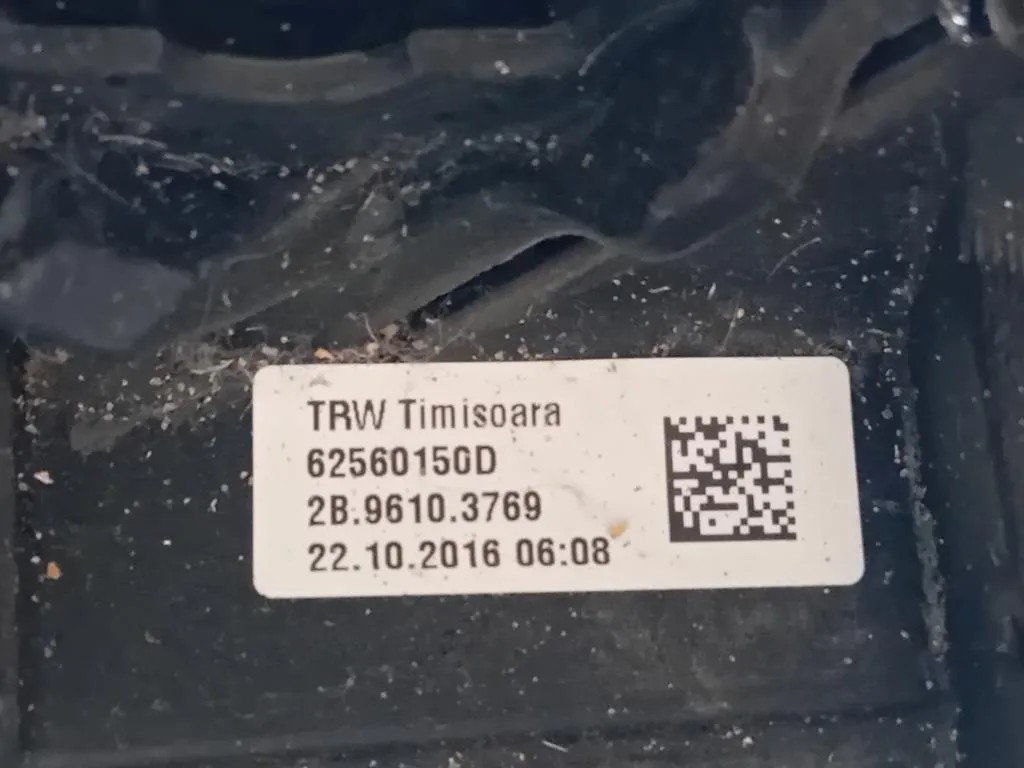 TRW Timisoara
62560150D
2B.9610.3769
22.10.2016 06:08